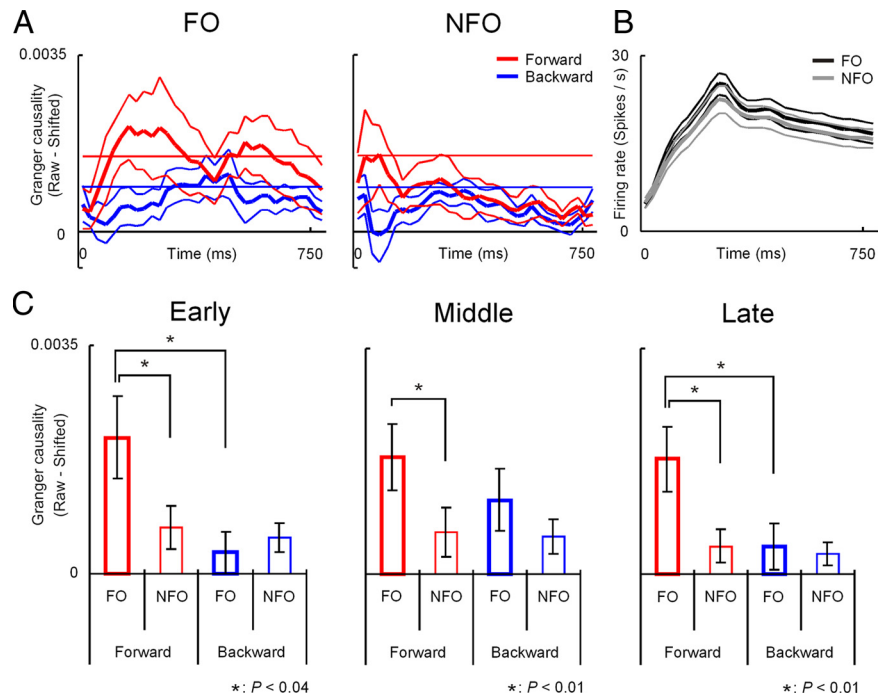 A
FO
NFO
B
0.0035
Granger causality
(Raw - Shifted)
0
0
Time (ms)
750
Forward
Backward
0
Time (ms)
750
30
Firing rate (Spikes / s)
0
FO
NFO
0
Time (ms)
750
C
Early
Middle
Late
0.0035
Granger causality
(Raw - Shifted)
0
*
*
*
*
*
FO
NFO
FO
NFO
Forward
Backward
*: P < 0.04
FO
NFO
FO
NFO
Forward
Backward
*: P < 0.01
FO
NFO
FO
NFO
Forward
Backward
*: P < 0.01